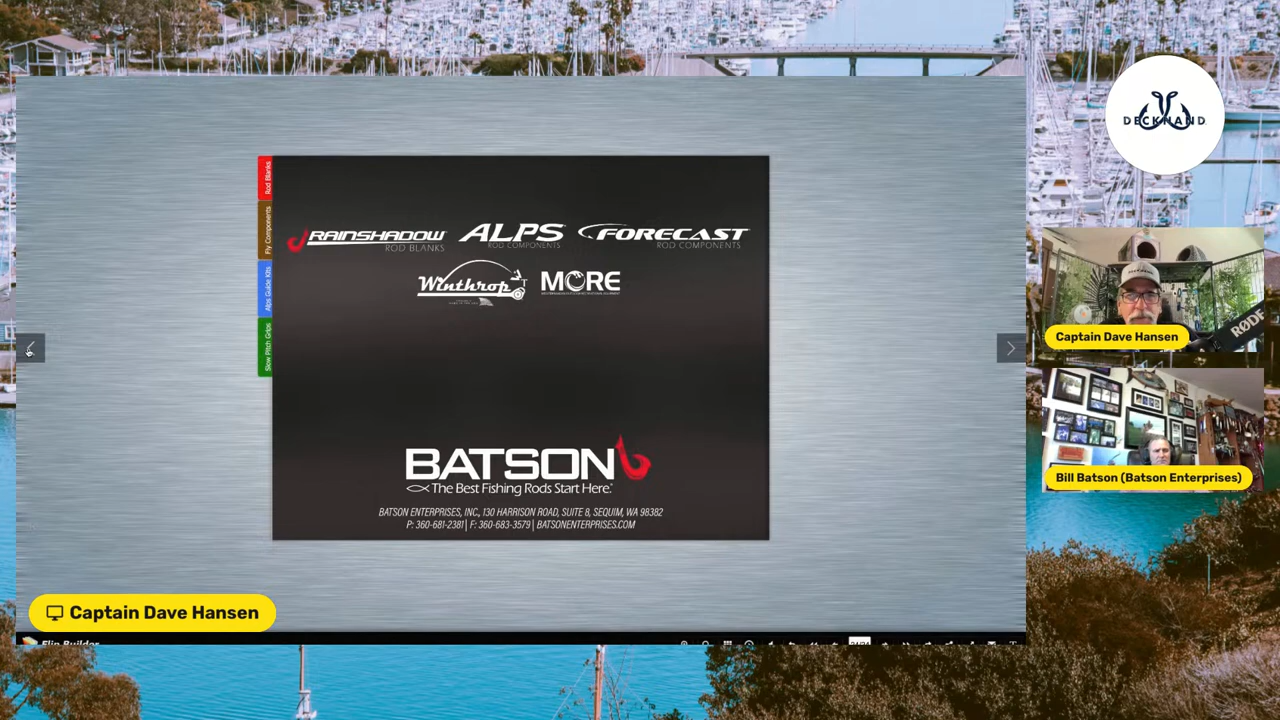 DECKHAND
Rod Blanks
Fly Components
Alps Guide Kits
Slow Pitch Grips
RAINSHADOW
ROD BLANKS
ALPS
ROD COMPONENTS
FORECAST
ROD COMPONENTS
Winthrop
MORE
BATSON
The Best Fishing Rods Start Here.
BATSON ENTERPRISES, INC., 130 HARRISON ROAD, SUITE 8, SEQUIM, WA 98382
P: 360-681-2381 | F: 360-683-3579 | BATSONENTERPRISES.COM
Captain Dave Hansen
RØDE
Bill Batson (Batson Enterprises)
Captain Dave Hansen
Flip Builder